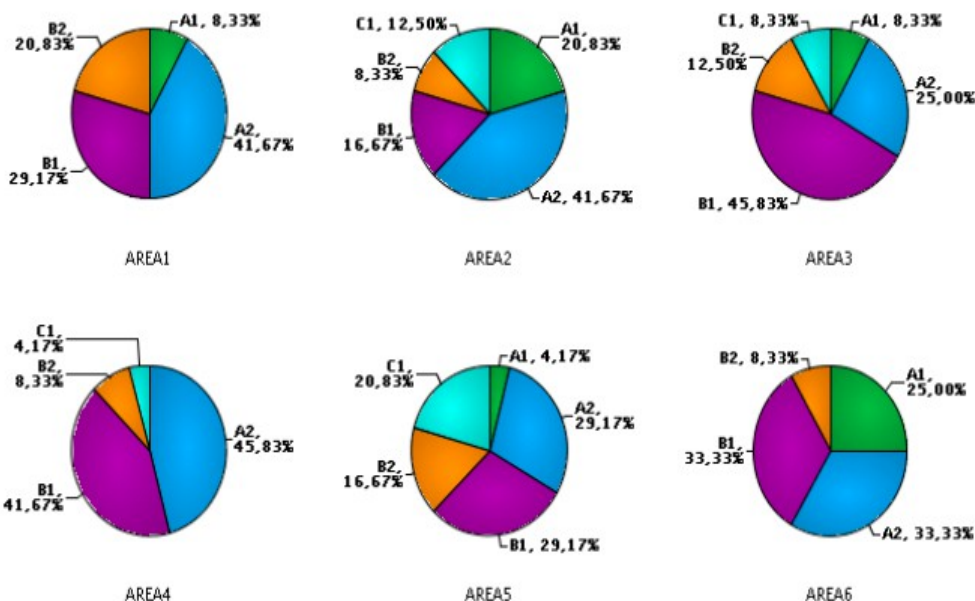 A1, 8,33%
B2,
20,83%
A2,
41,67%
B1,
29,17%
AREA1
C1, 12,50%
A1,
20,83%
B2,
8,33%
B1,
16,67%
A2, 41,67%
AREA2
C1, 8,33%
A1, 8,33%
B2,
12,50%
A2,
25,00%
B1, 45,83%
AREA3
C1,
4,17%
B2,
8,33%
A2,
45,83%
B1,
41,67%
AREA4
C1,
20,83%
A1, 4,17%
A2,
29,17%
B2,
16,67%
B1, 29,17%
AREA5
B2, 8,33%
A1,
25,00%
B1,
33,33%
A2, 33,33%
AREA6